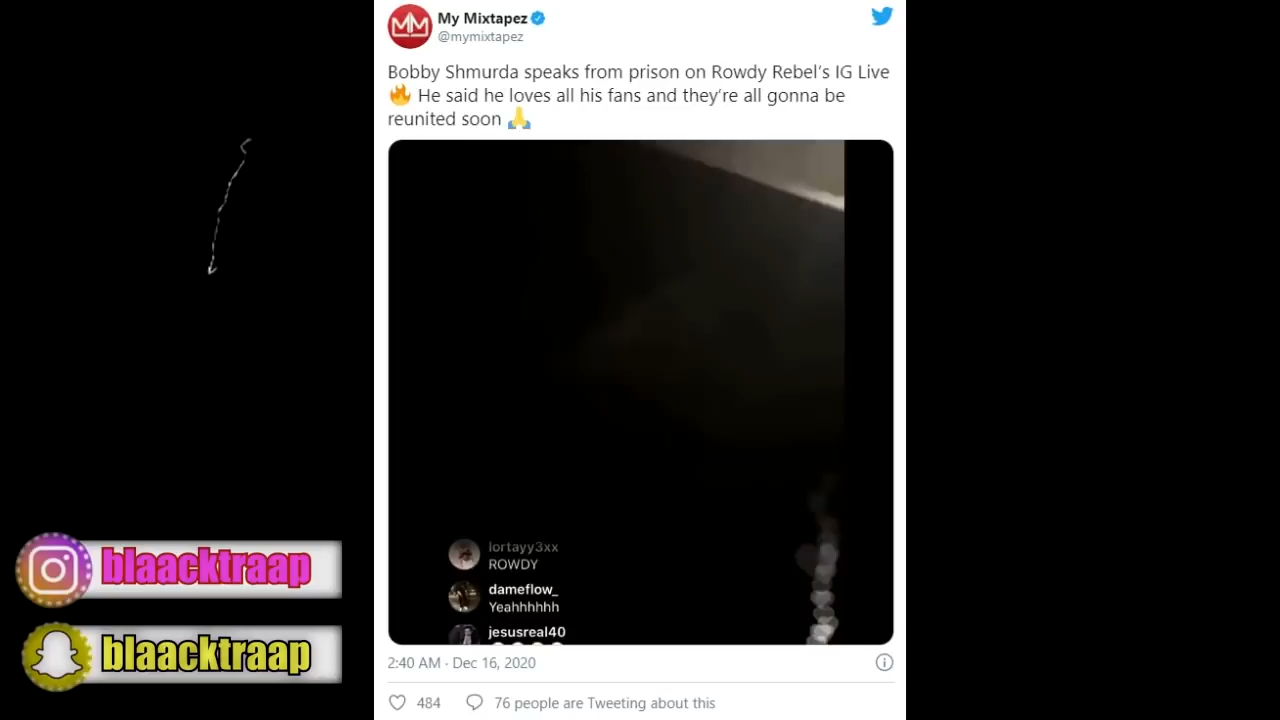 My Mixtapez
@mymixtapez
Bobby Shmurda speaks from prison on Rowdy Rebel's IG Live
🔥 He said he loves all his fans and they're all gonna be
reunited soon 🙏
lortayy3xx
ROWDY
dameflow_
Yeahhhhhh
jesusreal40
blaacktraap
blaacktraap
2:40 AM · Dec 16, 2020
484
76 people are Tweeting about this